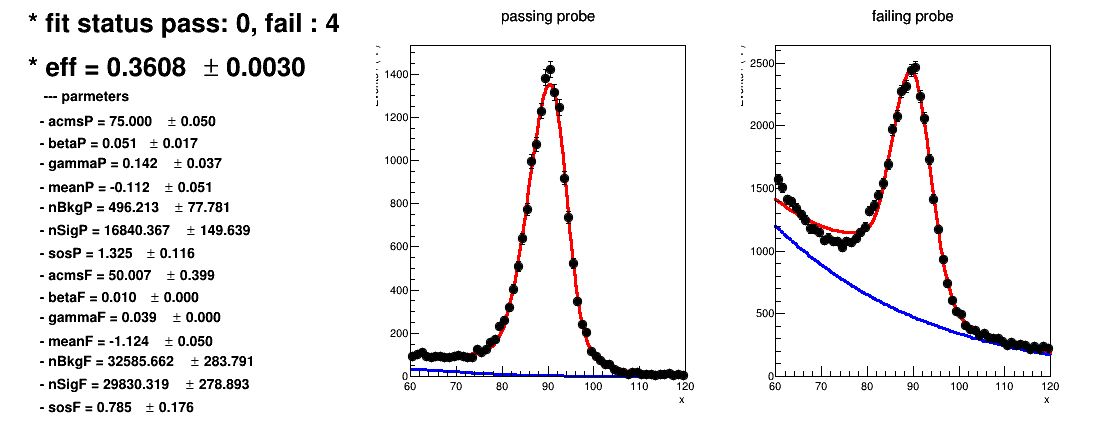 * fit status pass: 0, fail : 4
* eff = 0.3608 ± 0.0030
--- parmeters
- acmsP = 75.000 ± 0.050
- betaP = 0.051 ± 0.017
- gammaP = 0.142 ± 0.037
- meanP = -0.112 ± 0.051
- nBkgP = 496.213 ± 77.781
- nSigP = 16840.367 ± 149.639
- sosP = 1.325 ± 0.116
- acmsF = 50.007 ± 0.399
- betaF = 0.010 ± 0.000
- gammaF = 0.039 ± 0.000
- meanF = -1.124 ± 0.050
- nBkgF = 32585.662 ± 283.791
- nSigF = 29830.319 ± 278.893
- sosF = 0.785 ± 0.176
passing probe
1400
1200
1000
800
600
400
200
0
60 70 80 90 100 110 120
x
failing probe
2500
2000
1500
1000
500
0
60 70 80 90 100 110 120
x